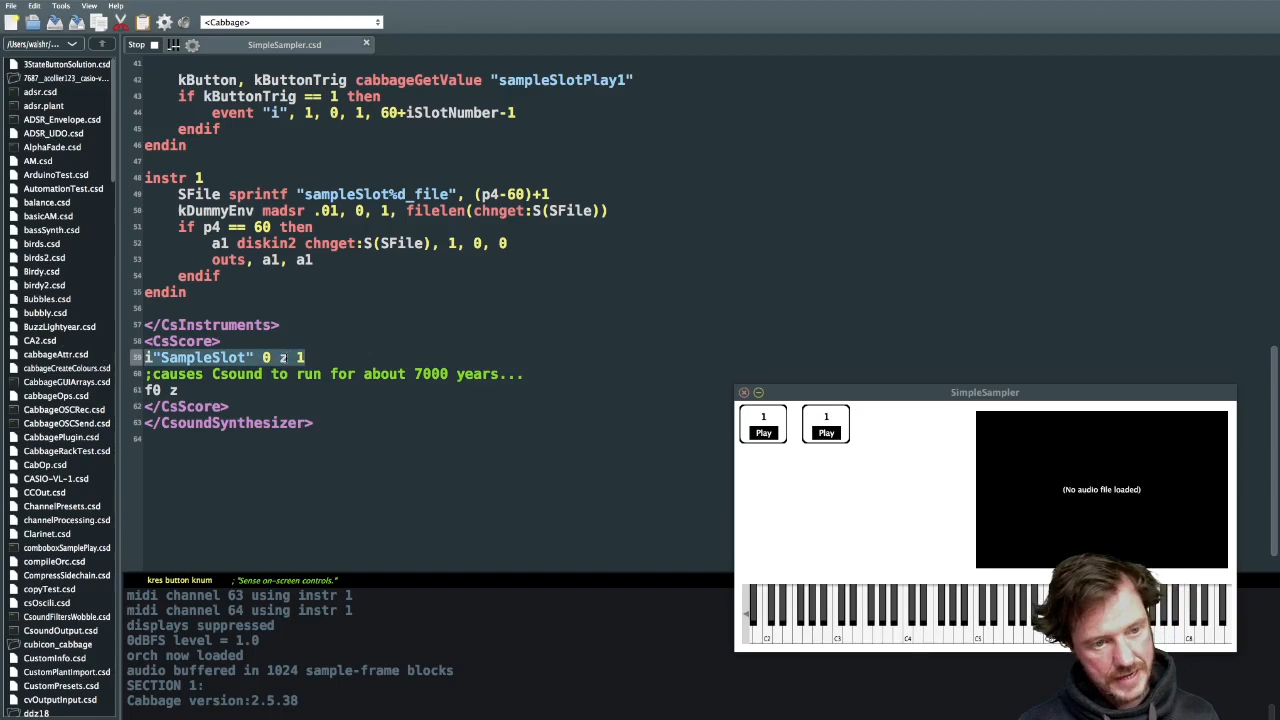 File Edit Tools View Help
<Cabbage>
/Users/walshr/...
Stop
SimpleSampler.csd
3StateButtonSolution.csd
7687__acollier123__casio-v...
adsr.csd
adsr.plant
ADSR_Envelope.csd
ADSR_UDO.csd
AlphaFade.csd
AM.csd
ArduinoTest.csd
AutomationTest.csd
balance.csd
basicAM.csd
bassSynth.csd
birds.csd
birds2.csd
Birdy.csd
birdy2.csd
Bubbles.csd
bubbly.csd
BuzzLightyear.csd
CA2.csd
cabbageAttr.csd
CabbageCreateColours.csd
CabbageGUIArrays.csd
cabbageOps.csd
CabbageOSCRec.csd
CabbageOSCSend.csd
CabbagePlugin.csd
CabbageRackTest.csd
CabOp.csd
CASIO-VL-1.csd
CCOut.csd
ChannelPresets.csd
channelProcessing.csd
Clarinet.csd
comboboxSamplePlay.csd
compileOrc.csd
CompressSidechain.csd
copyTest.csd
csOscili.csd
CsoundFiltersWobble.csd
CsoundOutput.csd
cubicon_cabbage
CustomInfo.csd
CustomPlantImport.csd
CustomPresets.csd
cvOutputInput.csd
ddz18
41
42 kButton, kButtonTrig cabbageGetValue "sampleSlotPlay1"
43 if kButtonTrig == 1 then
44 event "i", 1, 0, 1, 60+iSlotNumber-1
45 endif
46 endin
47
48 instr 1
49 SFile sprintf "sampleSlot%d_file", (p4-60)+1
50 kDummyEnv madsr .01, 0, 1, filelen(chnget:S(SFile))
51 if p4 == 60 then
52 a1 diskin2 chnget:S(SFile), 1, 0, 0
53 outs, a1, a1
54 endif
55 endin
56
57 </CsInstruments>
58 <CsScore>
59 i"SampleSlot" 0 z 1
60 ;causes Csound to run for about 7000 years...
61 f0 z
62 </CsScore>
63 </CsoundSynthesizer>
64
kres button knum ; "Sense on-screen controls."
midi channel 63 using instr 1
midi channel 64 using instr 1
displays suppressed
0dBFS level = 1.0
orch now loaded
audio buffered in 1024 sample-frame blocks
SECTION 1:
Cabbage version:2.5.38
SimpleSampler
1 1
Play Play
(No audio file loaded)
C2 C3 C4 C5 C8